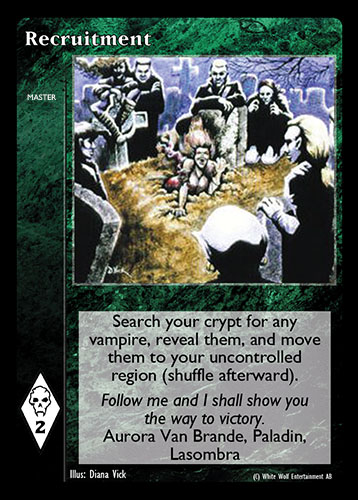 Recruitment
MASTER
D.Vick
Search your crypt for any
vampire, reveal them, and move
them to your uncontrolled
region (shuffle afterward).
Follow me and I shall show you
the way to victory.
Aurora Van Brande, Paladin,
Lasombra
2
Illus: Diana Vick
(C) White Wolf Entertainment AB